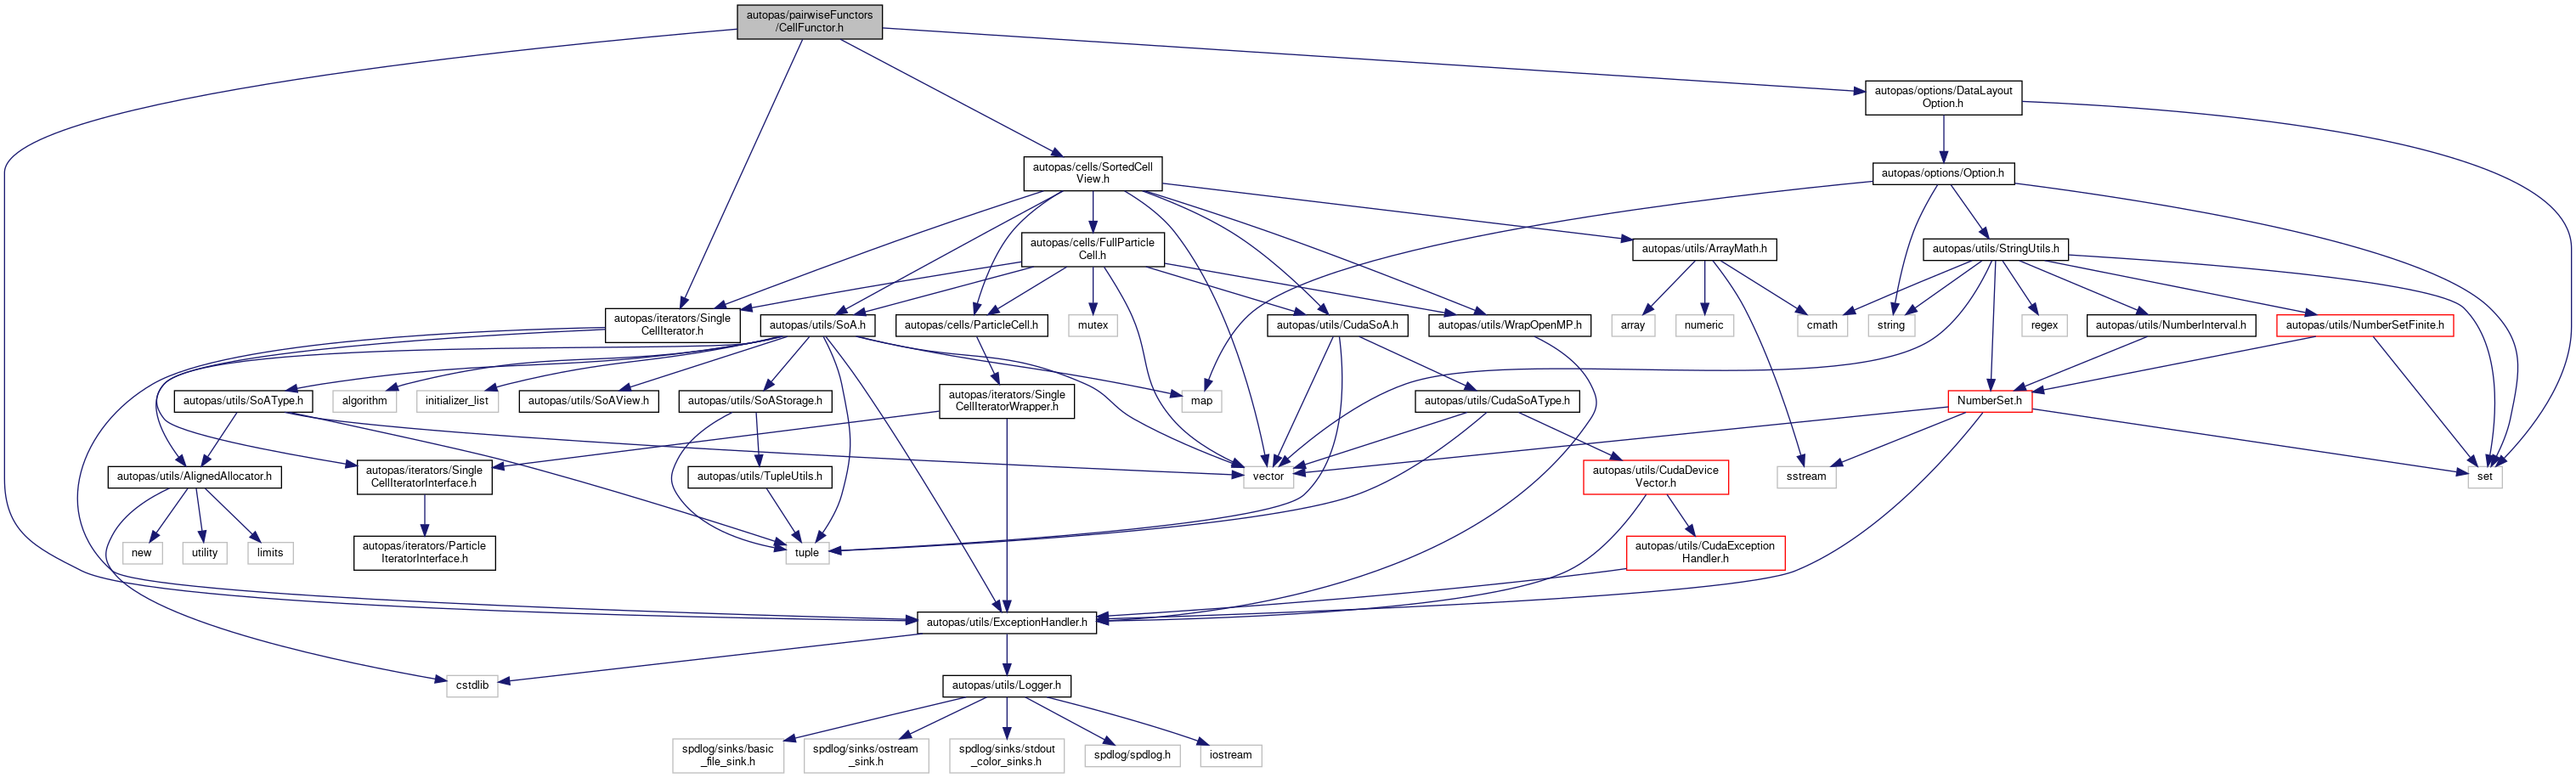 autopas/pairwiseFunctors
/CellFunctor.h
autopas/options/DataLayout
Option.h
autopas/cells/SortedCell
View.h
autopas/options/Option.h
autopas/cells/FullParticle
Cell.h
autopas/utils/ArrayMath.h
autopas/utils/StringUtils.h
autopas/iterators/Single
CellIterator.h
autopas/utils/SoA.h
autopas/cells/ParticleCell.h
mutex
autopas/utils/CudaSoA.h
autopas/utils/WrapOpenMP.h
array
numeric
cmath
string
regex
autopas/utils/NumberInterval.h
autopas/utils/NumberSetFinite.h
autopas/utils/SoAType.h
algorithm
initializer_list
autopas/utils/SoAView.h
autopas/utils/SoAStorage.h
autopas/iterators/Single
CellIteratorWrapper.h
map
autopas/utils/CudaSoAType.h
NumberSet.h
autopas/utils/AlignedAllocator.h
autopas/iterators/Single
CellIteratorInterface.h
autopas/utils/TupleUtils.h
vector
autopas/utils/CudaDevice
Vector.h
sstream
set
new
utility
limits
autopas/iterators/Particle
IteratorInterface.h
tuple
autopas/utils/CudaException
Handler.h
autopas/utils/ExceptionHandler.h
cstdlib
autopas/utils/Logger.h
spdlog/sinks/basic
_file_sink.h
spdlog/sinks/ostream
_sink.h
spdlog/sinks/stdout
_color_sinks.h
spdlog/spdlog.h
iostream